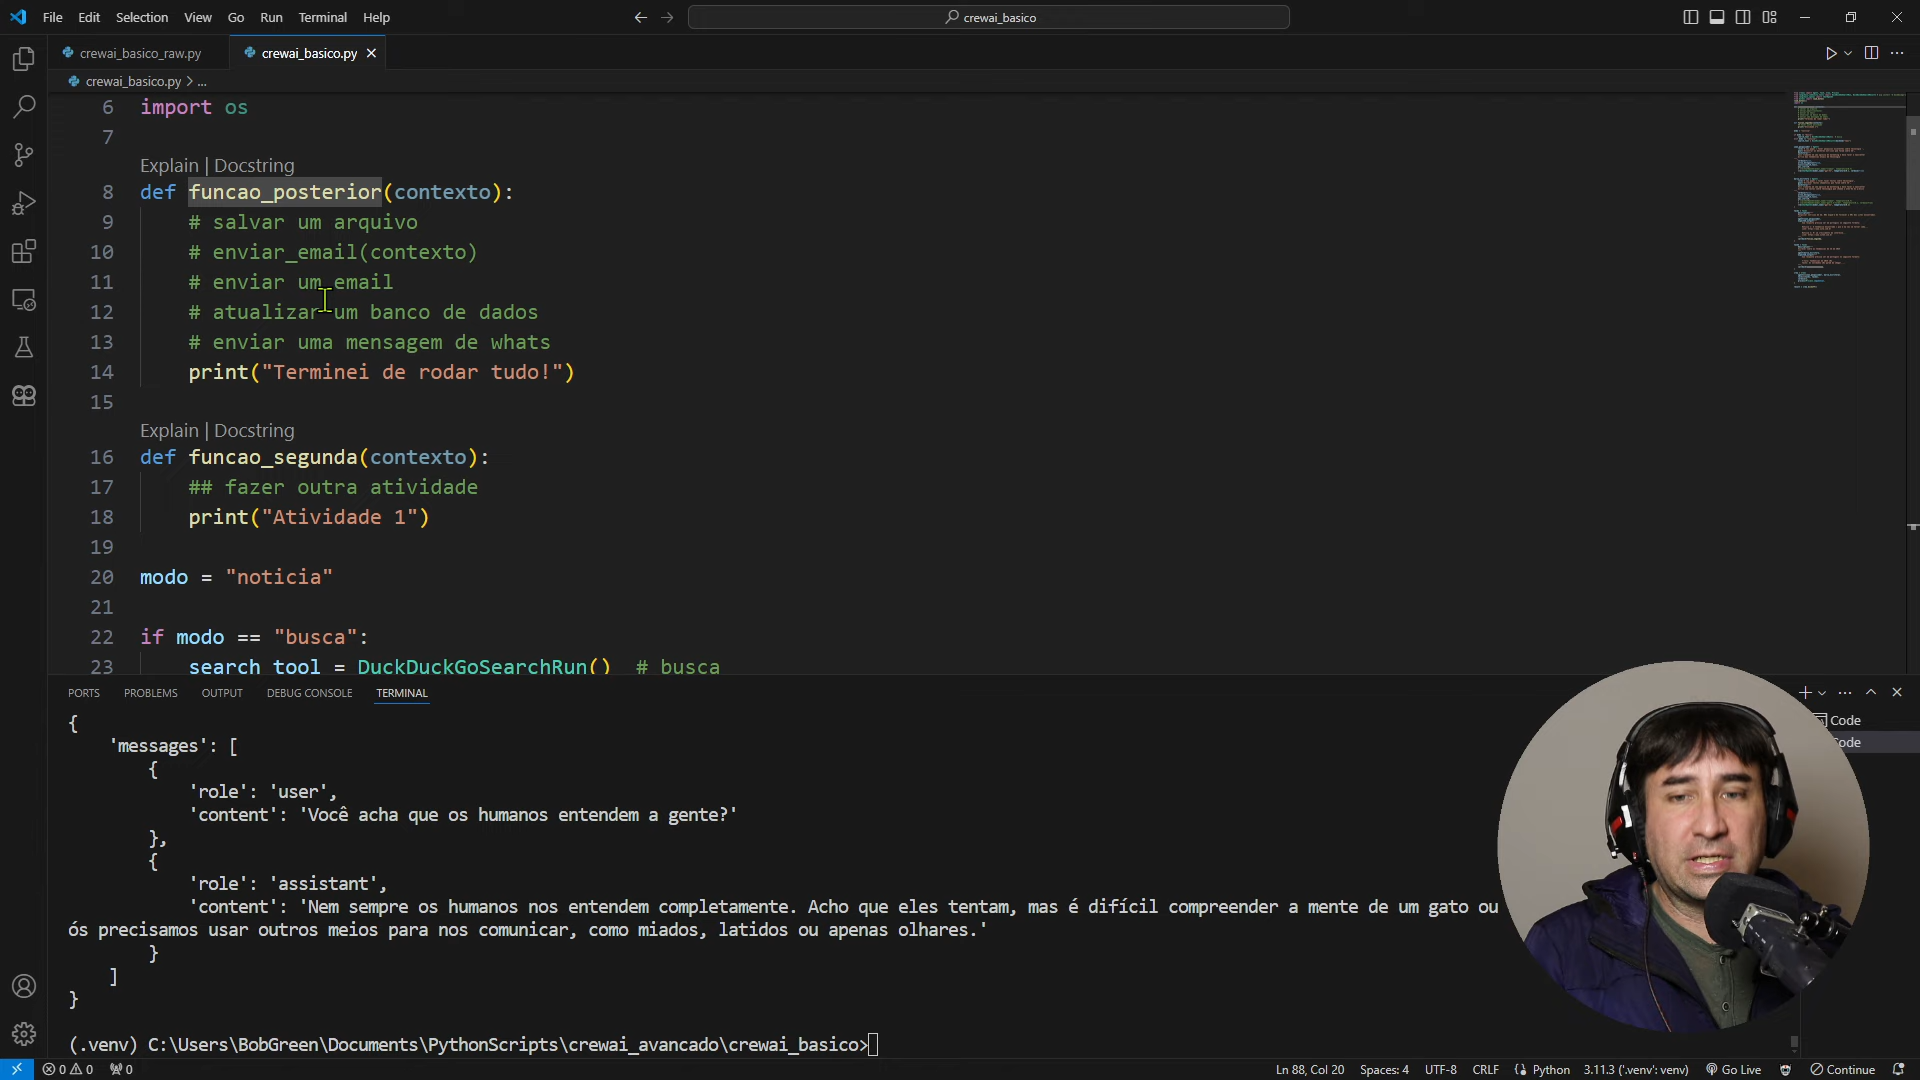 File Edit Selection View Go Run Terminal Help
crewai_basico
crewai_basico_raw.py
crewai_basico.py
crewai_basico.py > ...
6 import os
7
Explain | Docstring
8 def funcao_posterior(contexto):
9 # salvar um arquivo
10 # enviar_email(contexto)
11 # enviar um email
12 # atualizar um banco de dados
13 # enviar uma mensagem de whats
14 print("Terminei de rodar tudo!")
15
Explain | Docstring
16 def funcao_segunda(contexto):
17 ## fazer outra atividade
18 print("Atividade 1")
19
20 modo = "noticia"
21
22 if modo == "busca":
23 search_tool = DuckDuckGoSearchRun() # busca
PORTS PROBLEMS OUTPUT DEBUG CONSOLE TERMINAL
Code
Code
{
'messages': [
{
'role': 'user',
'content': 'Você acha que os humanos entendem a gente?'
},
{
'role': 'assistant',
'content': 'Nem sempre os humanos nos entendem completamente. Acho que eles tentam, mas é difícil compreender a mente de um gato ou
ós precisamos usar outros meios para nos comunicar, como miados, latidos ou apenas olhares.'
}
]
}
(.venv) C:\Users\BobGreen\Documents\PythonScripts\crewai_avancado\crewai_basico>
0 0 0 Ln 88, Col 20 Spaces: 4 UTF-8 CRLF Python 3.11.3 ('.venv': venv) Go Live Continue